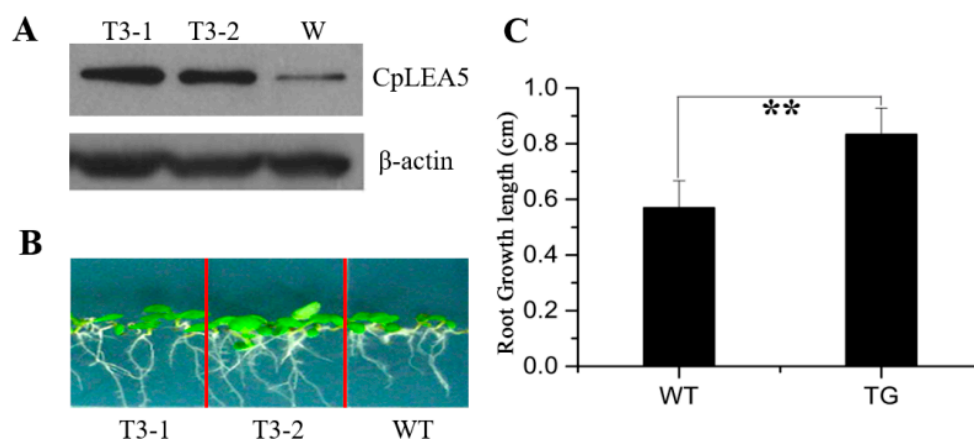 A
T3-1 T3-2 W
CpLEA5
β-actin
B
T3-1 T3-2 WT
C
Root Growth length (cm)
1.0
0.8
0.6
0.4
0.2
0.0
**
WT TG